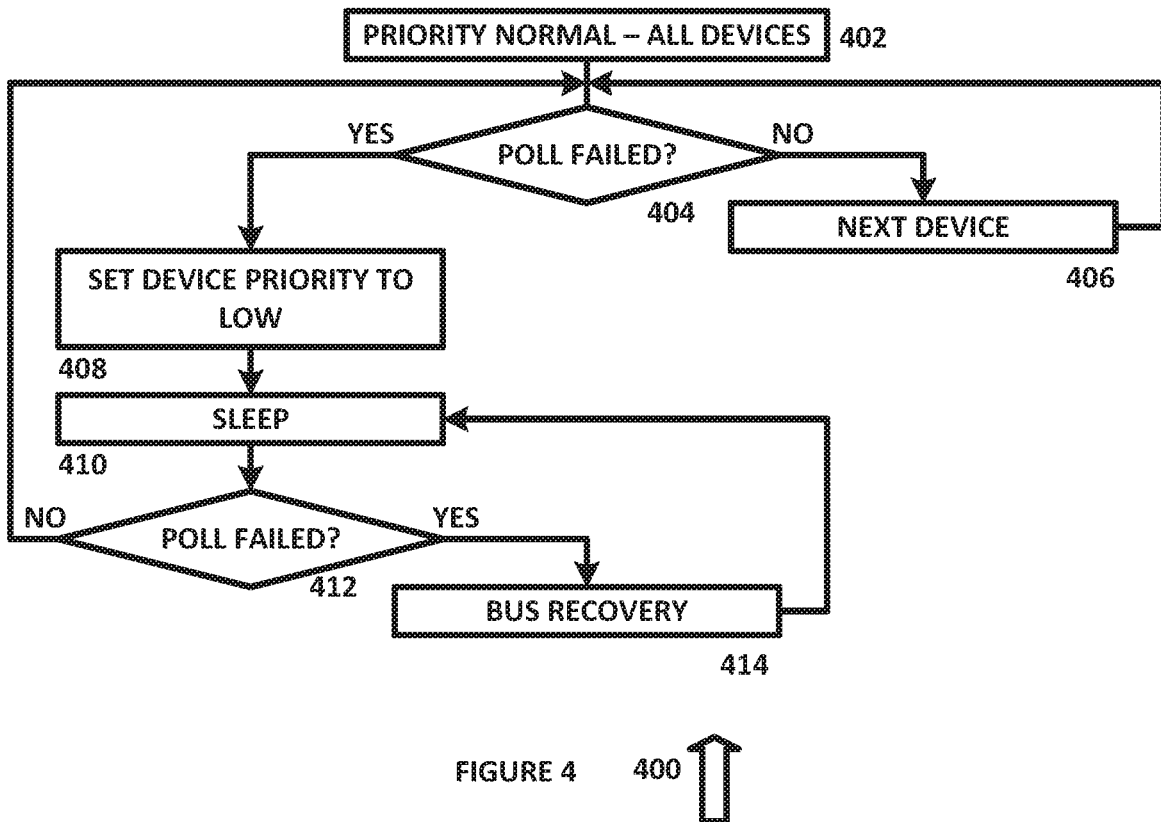 PRIORITY NORMAL – ALL DEVICES
402
YES
NO
POLL FAILED?
404
NEXT DEVICE
406
SET DEVICE PRIORITY TO
LOW
408
SLEEP
410
NO
YES
POLL FAILED?
412
BUS RECOVERY
414
FIGURE 4
400